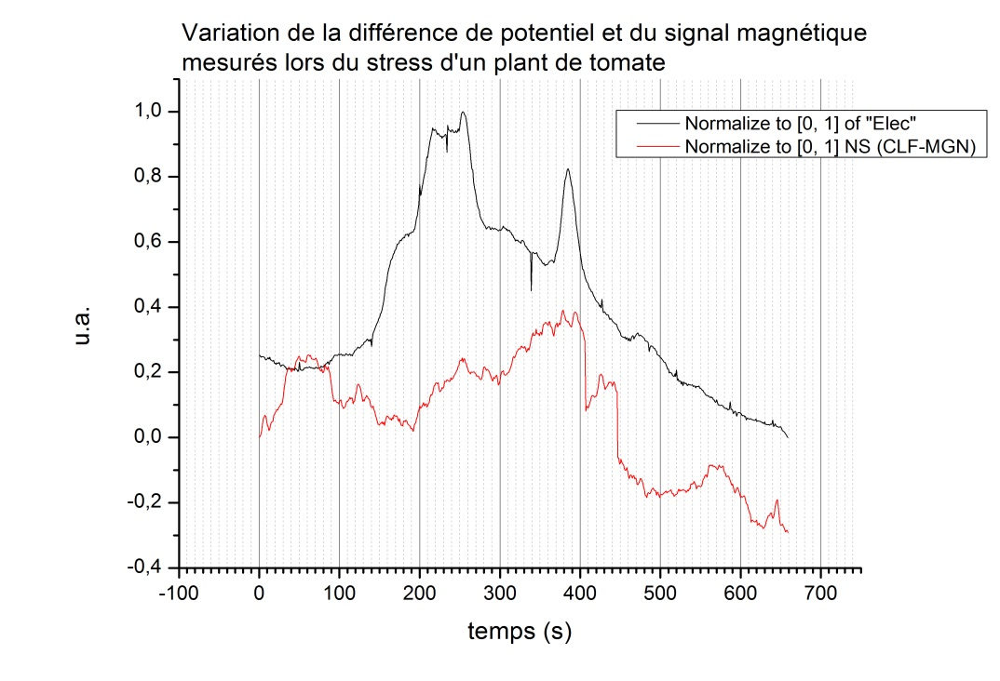 Variation de la différence de potentiel et du signal magnétique
mesurés lors du stress d'un plant de tomate
Normalize to [0, 1] of "Elec"
Normalize to [0, 1] NS (CLF-MGN)
1,0
0,8
0,6
0,4
0,2
0,0
-0,2
-0,4
u.a.
-100 0 100 200 300 400 500 600 700
temps (s)